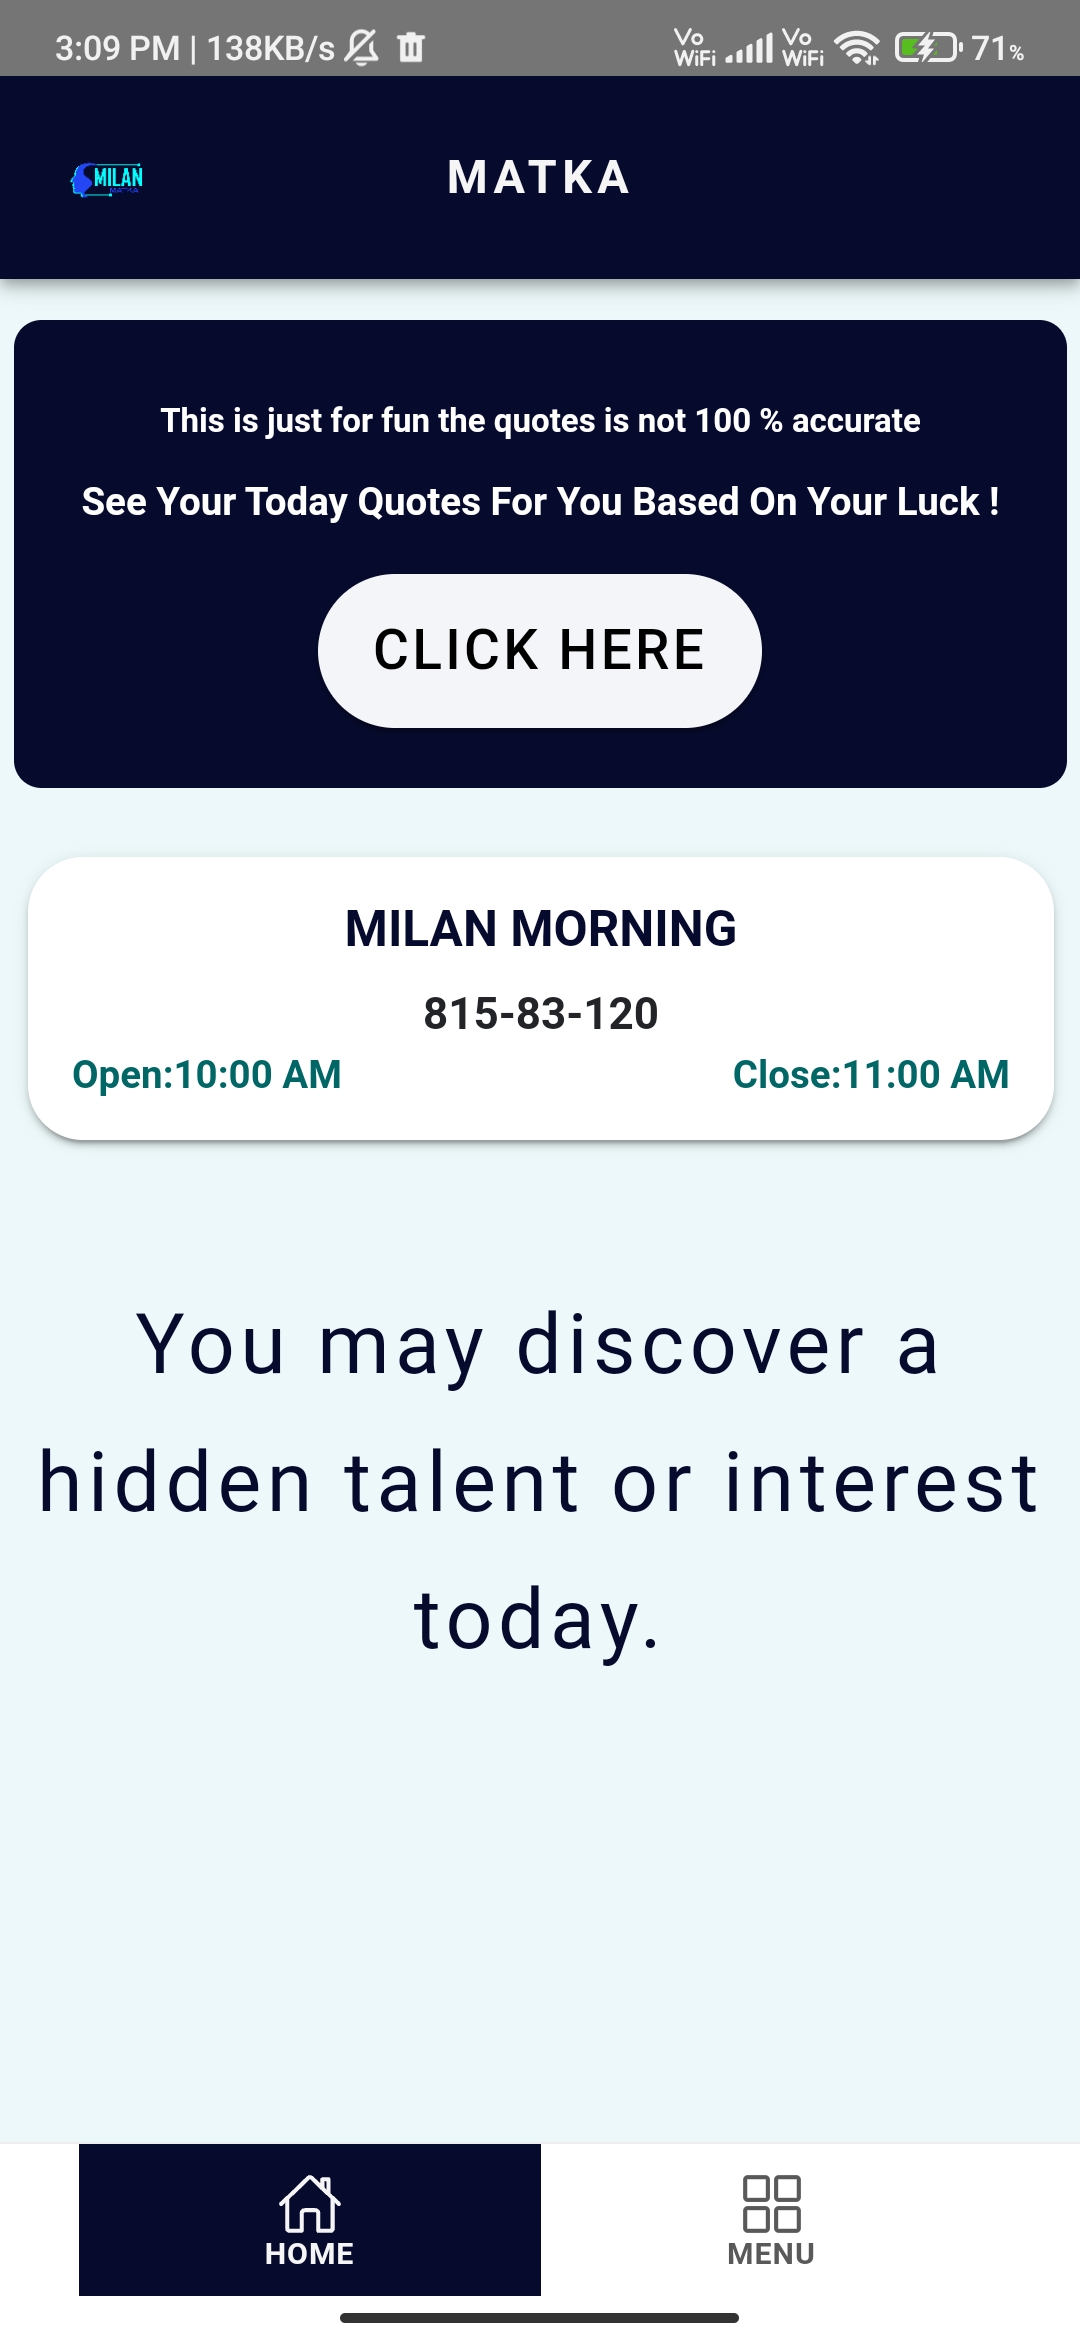 3:09 PM | 138KB/s
Vo WiFi Vo WiFi 71%
MILAN
MATKA
MATKA
This is just for fun the quotes is not 100 % accurate
See Your Today Quotes For You Based On Your Luck !
CLICK HERE
MILAN MORNING
815-83-120
Open:10:00 AM Close:11:00 AM
You may discover a
hidden talent or interest
today.
HOME MENU